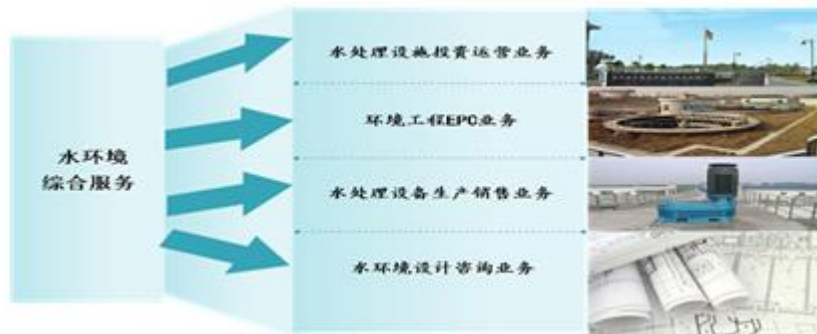 水环境
综合服务
水处理设施投资运营业务
环境工程EPC业务
水处理设备生产销售业务
水环境设计咨询业务